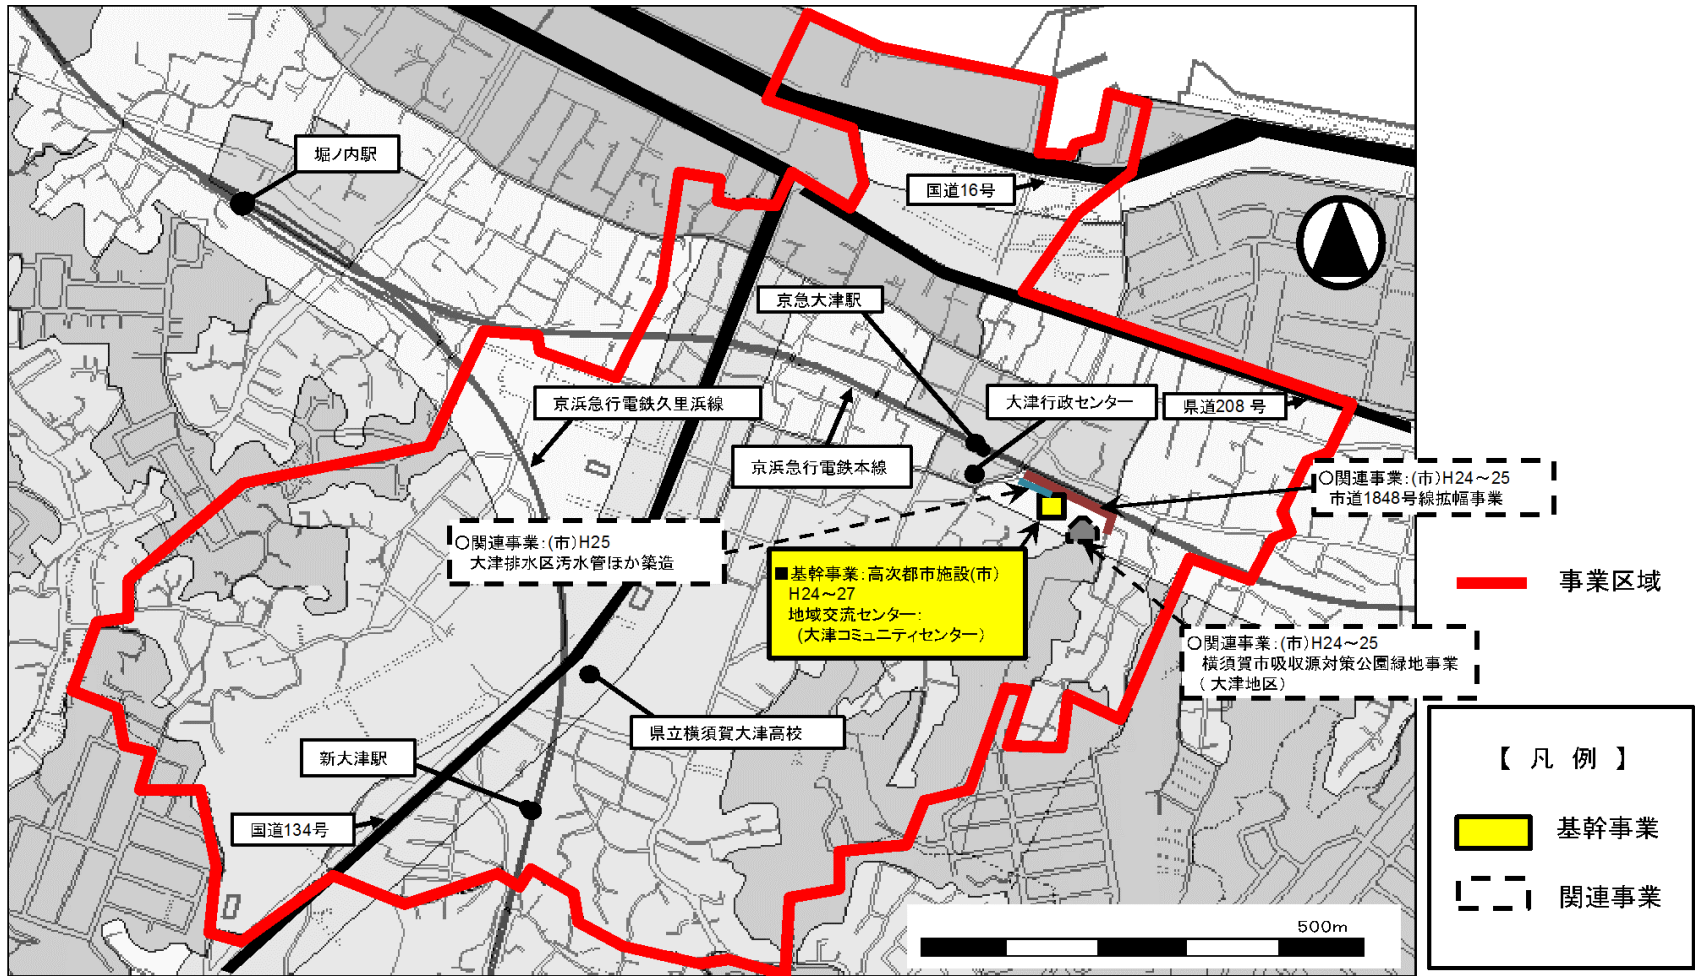 堀ノ内駅
国道16号
京急大津駅
京浜急行電鉄久里浜線
大津行政センター
県道208 号
京浜急行電鉄本線
○関連事業:(市)H24～25
市道1848号線拡幅事業
○関連事業:(市)H25
大津排水区汚水管ほか築造
■基幹事業:高次都市施設(市)
H24～27
地域交流センター:
(大津コミュニティセンター)
事業区域
○関連事業:(市)H24～25
横須賀市吸収源対策公園緑地事業
(大津地区)
県立横須賀大津高校
新大津駅
国道134号
【 凡 例 】
基幹事業
関連事業
500m